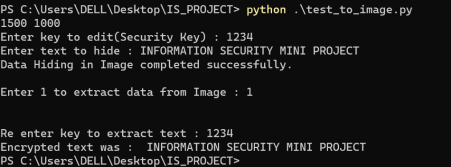 PS C:\Users\DELL\Desktop\IS_PROJECT> python .\test_to_image.py
1500 1000
Enter key to edit(Security Key) : 1234
Enter text to hide : INFORMATION SECURITY MINI PROJECT
Data Hiding in Image completed successfully.
Enter 1 to extract data from Image : 1
Re enter key to extract text : 1234
Encrypted text was :  INFORMATION SECURITY MINI PROJECT
PS C:\Users\DELL\Desktop\IS_PROJECT>